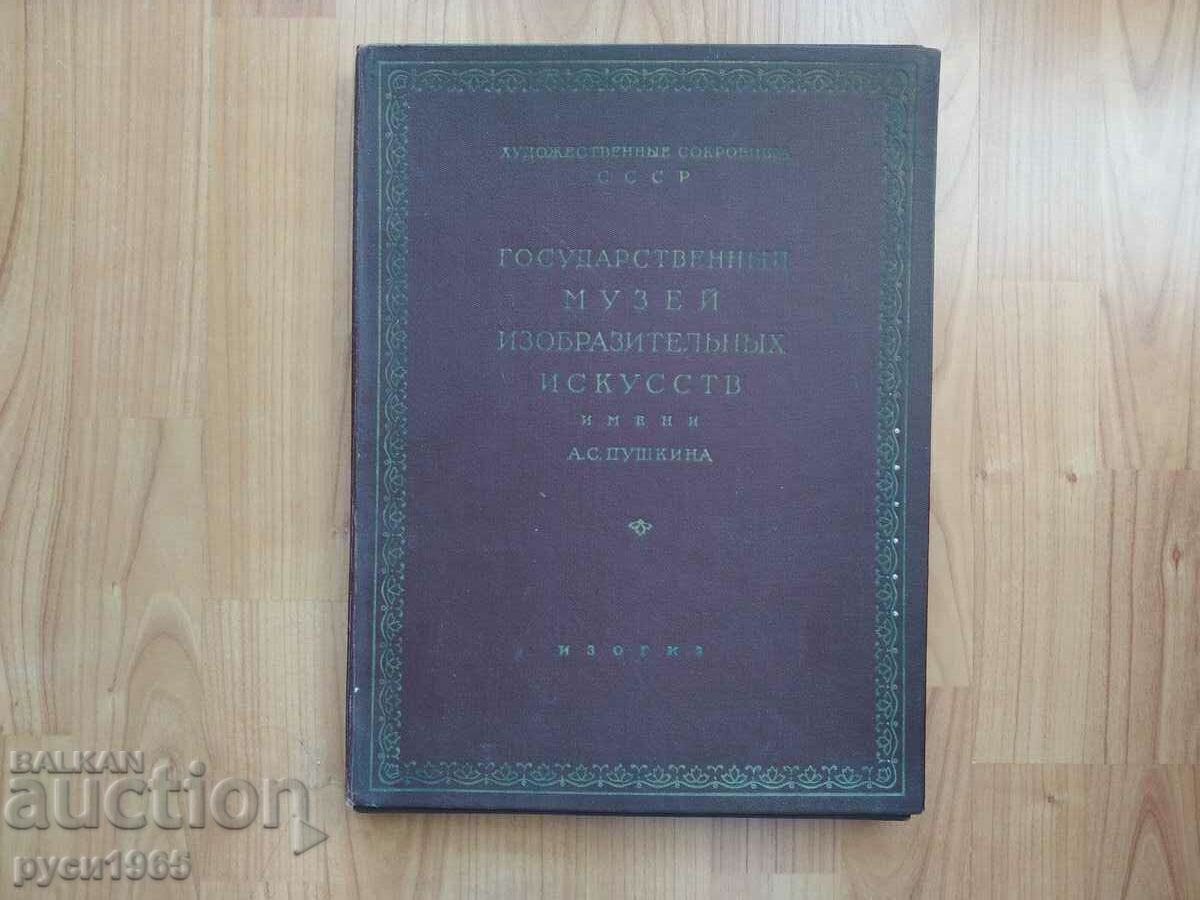 ХУДОЖЕСТВЕННЫЕ СОКРОВИЩА
СССР
ГОСУДАРСТВЕННЫЙ
МУЗЕЙ
ИЗОБРАЗИТЕЛЬНЫХ
ИСКУССТВ
ИМЕНИ
А.С.ПУШКИНА
ИЗОГИЗ
BALKAN
auction
руси1965